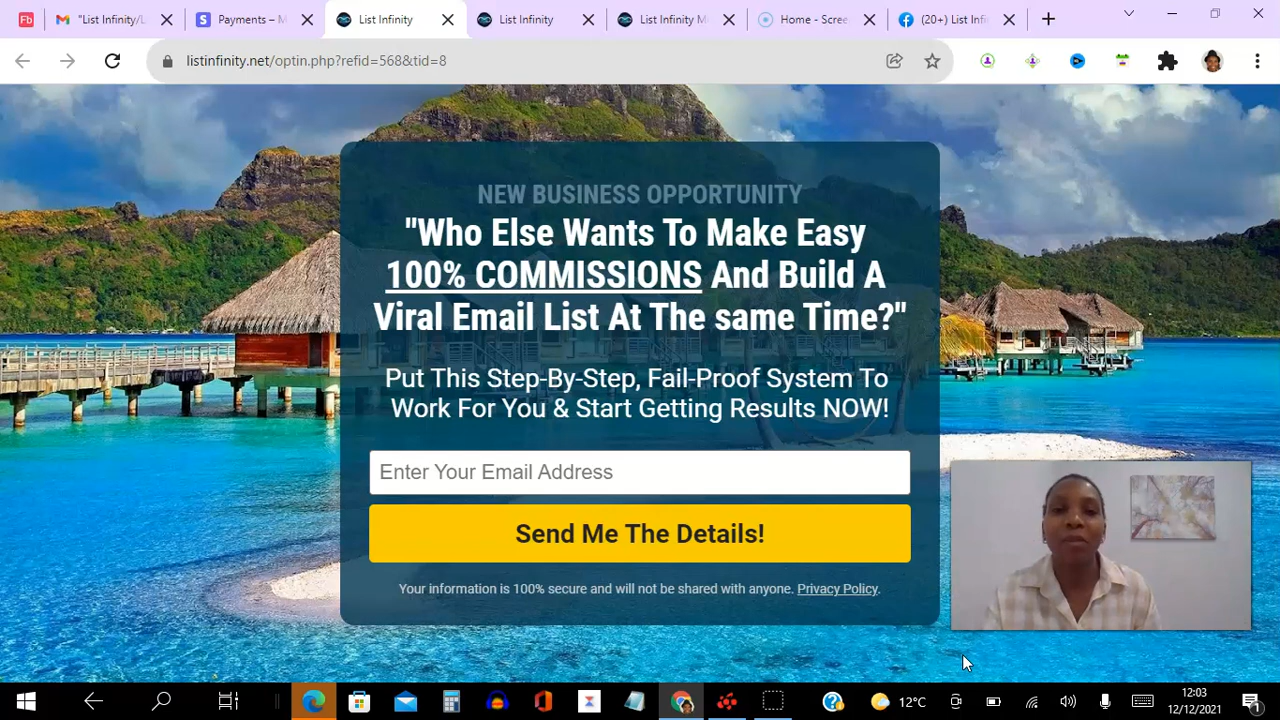 "List Infinity/L
Payments – M
List Infinity
List Infinity
List Infinity M
Home - Scree
(20+) List Infi
listinfinity.net/optin.php?refid=568&tid=8
NEW BUSINESS OPPORTUNITY
"Who Else Wants To Make Easy
100% COMMISSIONS And Build A
Viral Email List At The same Time?"
Put This Step-By-Step, Fail-Proof System To
Work For You & Start Getting Results NOW!
Enter Your Email Address
Send Me The Details!
Your information is 100% secure and will not be shared with anyone. Privacy Policy.
12°C
12:03
12/12/2021